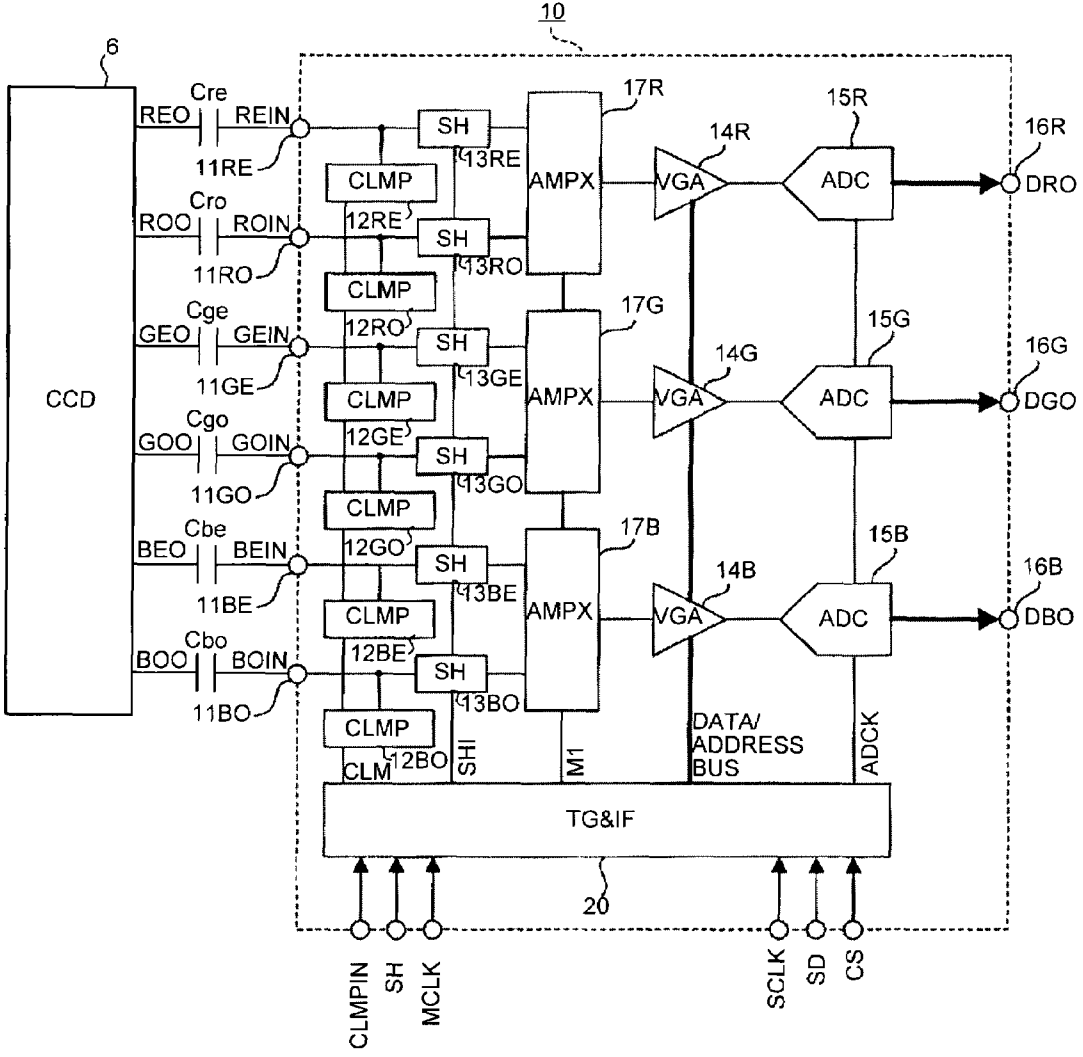 10
6
Cre
REO
REIN
11RE
SH
13RE
CLMP
12RE
17R
AMPX
14R
VGA
15R
ADC
16R
DRO
Cro
ROO
ROIN
11RO
SH
13RO
CLMP
12RO
Cge
GEO
GEIN
11GE
SH
13GE
CLMP
12GE
17G
AMPX
14G
VGA
15G
ADC
16G
DGO
CCD
Cgo
GOO
GOIN
11GO
SH
13GO
CLMP
12GO
Cbe
BEO
BEIN
11BE
SH
13BE
CLMP
12BE
17B
AMPX
14B
VGA
15B
ADC
16B
DBO
Cbo
BOO
BOIN
11BO
SH
13BO
CLMP
12BO
CLM
SHI
M1
DATA/
ADDRESS
BUS
ADCK
TG&IF
20
CLMPIN
SH
MCLK
SCLK
SD
CS